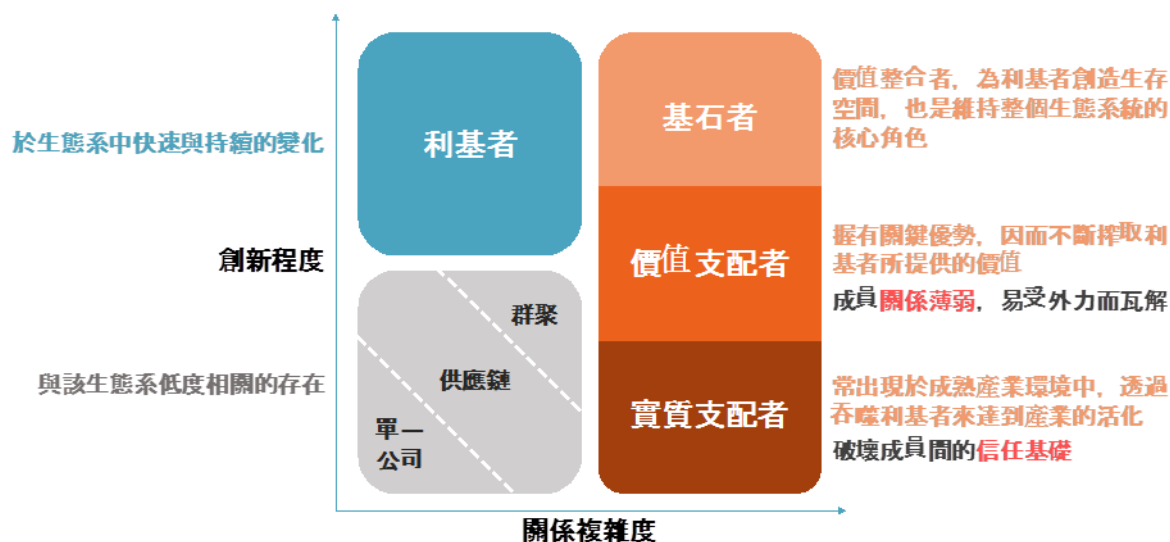 於生態系中快速與持續的變化
利基者
基石者
價值整合者，為利基者創造生存
空間，也是維持整個生態系統的
核心角色
創新程度
價值支配者
握有關鍵優勢，因而不斷搾取利
基者所提供的價值
成員關係薄弱，易受外力而瓦解
與該生態系低度相關的存在
群聚
供應鏈
單一
公司
實質支配者
常出現於成熟產業環境中，透過
吞噬利基者來達到產業的活化
破壞成員間的信任基礎
關係複雜度